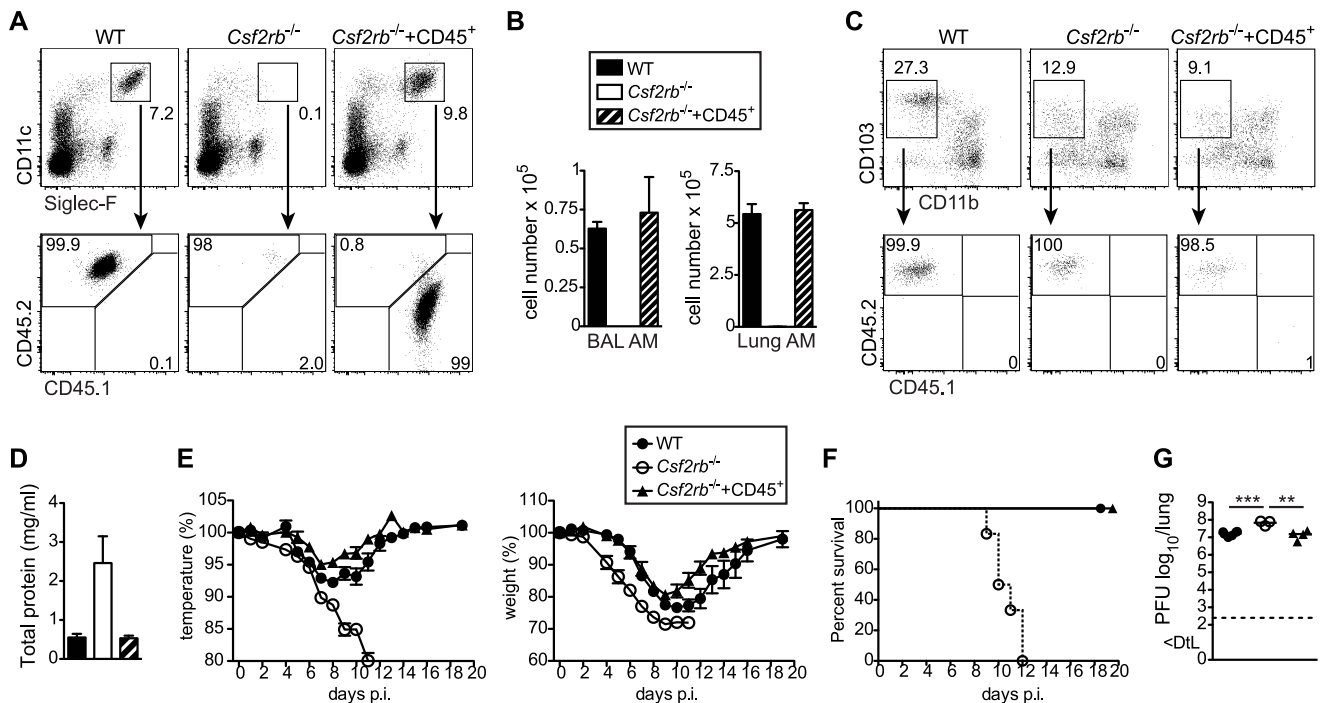 A
WT
Csf2rb-/-
Csf2rb-/-+CD45+
7.2
0.1
9.8
CD11c
Siglec-F
99.9
98
0.8
0.1
2.0
99
CD45.2
CD45.1
B
WT
Csf2rb-/-
Csf2rb-/-+CD45+
cell number x 10^5
1
0.75
0.5
0.25
0
BAL AM
cell number x 10^5
7.5
5
2.5
0
Lung AM
C
WT
Csf2rb-/-
Csf2rb-/-+CD45+
27.3
12.9
9.1
CD103
CD11b
99.9
100
98.5
0
0
1
CD45.2
CD45.1
D
Total protein (mg/ml)
4
3
2
1
0
E
WT
Csf2rb-/-
Csf2rb-/-+CD45+
temperature (%)
105
100
95
90
85
80
0 2 4 6 8 10 12 14 16 18 20
days p.i.
weight (%)
110
100
90
80
70
60
0 2 4 6 8 10 12 14 16 18 20
days p.i.
F
Percent survival
120
100
80
60
40
20
0
0 2 4 6 8 10 12 14 16 18 20
days p.i.
G
PFU log10/lung
*** **
9
8
7
6
5
4
3
2
<DtL
0